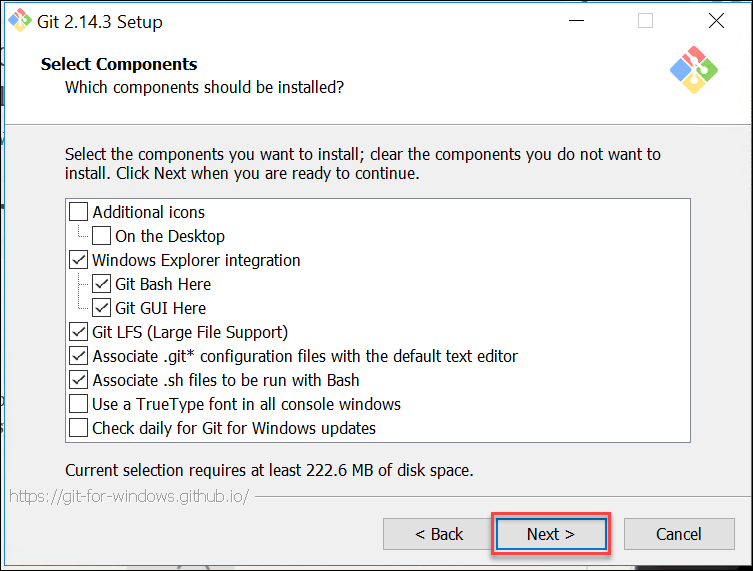 Git 2.14.3 Setup
Select Components
Which components should be installed?
Select the components you want to install; clear the components you do not want to
install. Click Next when you are ready to continue.
Additional icons
On the Desktop
Windows Explorer integration
Git Bash Here
Git GUI Here
Git LFS (Large File Support)
Associate .git* configuration files with the default text editor
Associate .sh files to be run with Bash
Use a TrueType font in all console windows
Check daily for Git for Windows updates
Current selection requires at least 222.6 MB of disk space.
https://git-for-windows.github.io/
< Back
Next >
Cancel